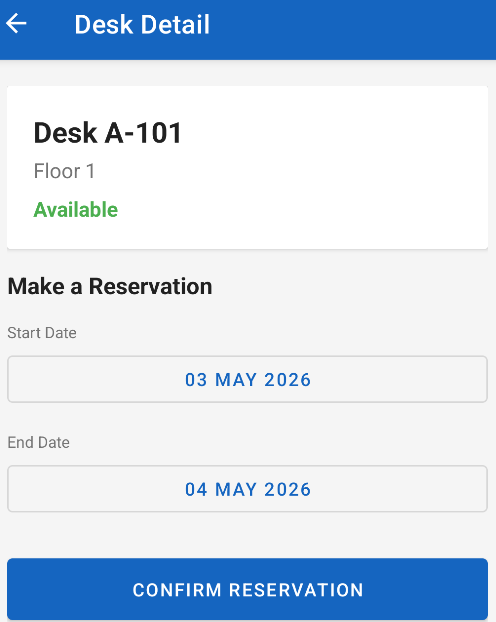 Desk Detail
Desk A-101
Floor 1
Available
Make a Reservation
Start Date
03 MAY 2026
End Date
04 MAY 2026
CONFIRM RESERVATION